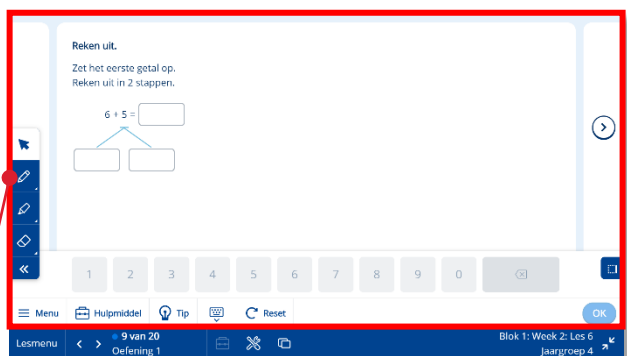 Reken uit.
Zet het eerste getal op.
Reken uit in 2 stappen.
6 + 5 =
1 2 3 4 5 6 7 8 9 0
Menu Hulpmiddel Tip Reset OK
Lesmenu 9 van 20 Blok 1: Week 2: Les 6
Oefening 1 Jaargroep 4